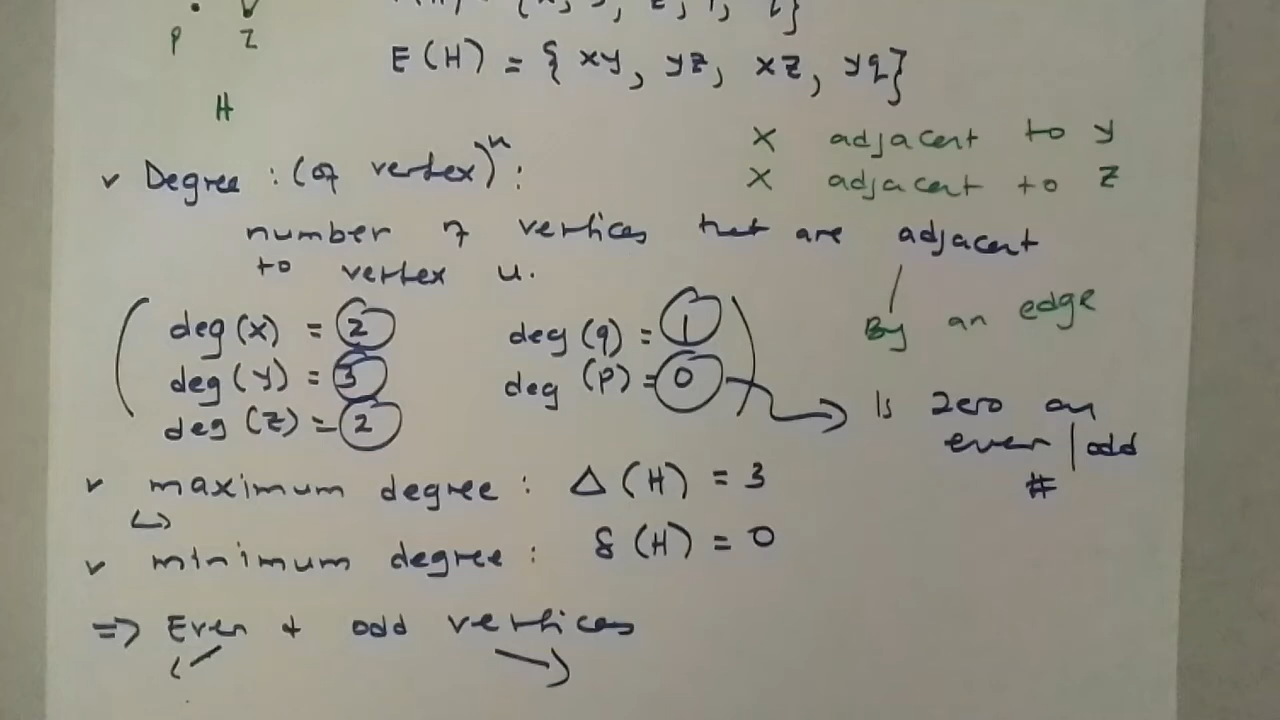 P Z
E(H) = { xy, yz, xz, yq}
H
x adjacent to y
✓ Degree : (of vertex)ᵘ :
x adjacent to z
number of vertices that are adjacent
to vertex u.
By an edge
deg(x) = 2 deg(q) = 1
deg(y) = 3 deg(P) = 0
deg(z) = 2
Is zero an
even | odd
#
✓ maximum degree : Δ(H) = 3
✓ minimum degree : δ(H) = 0
=> Even + odd vertices